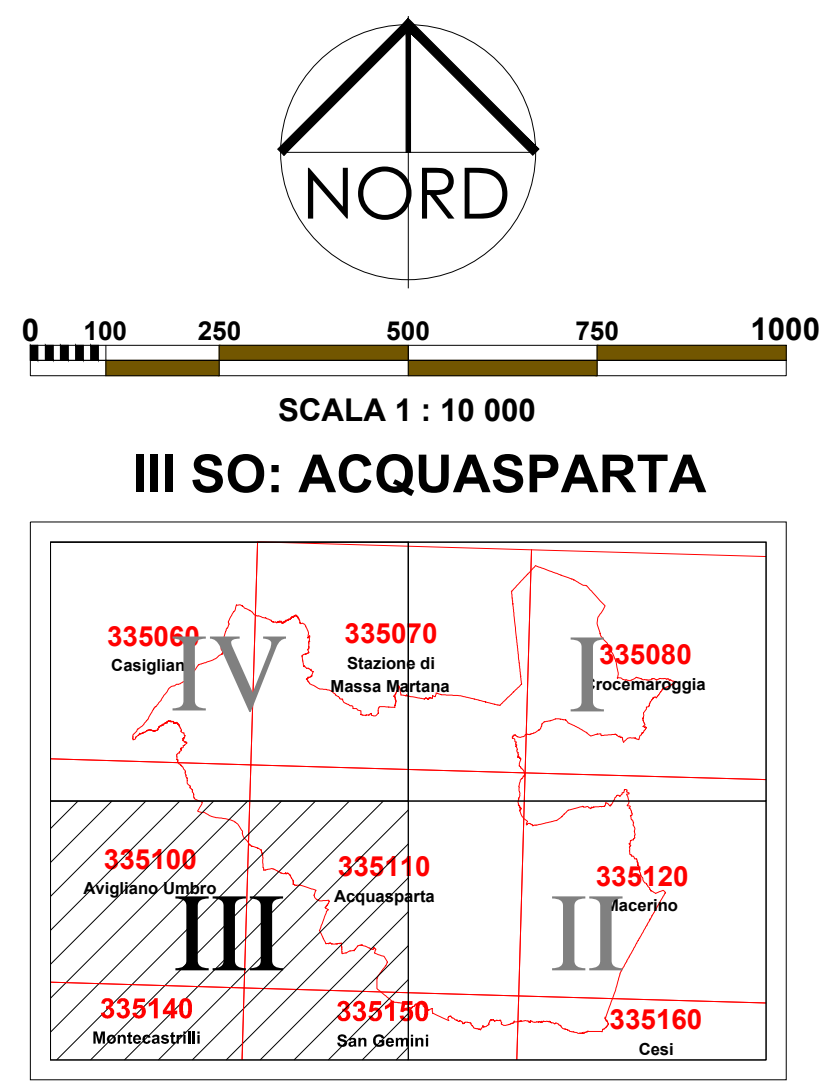 NORD
0 100 250 500 750 1000
SCALA 1 : 10 000
III SO: ACQUASPARTA
335060
Casigliano
IV
335070
Stazione di
Massa Martana
I
335080
Crocemaroggia
335100
Avigliano Umbro
III
335110
Acquasparta
II
335120
Macerino
335140
Montecastrilli
335150
San Gemini
335160
Cesi